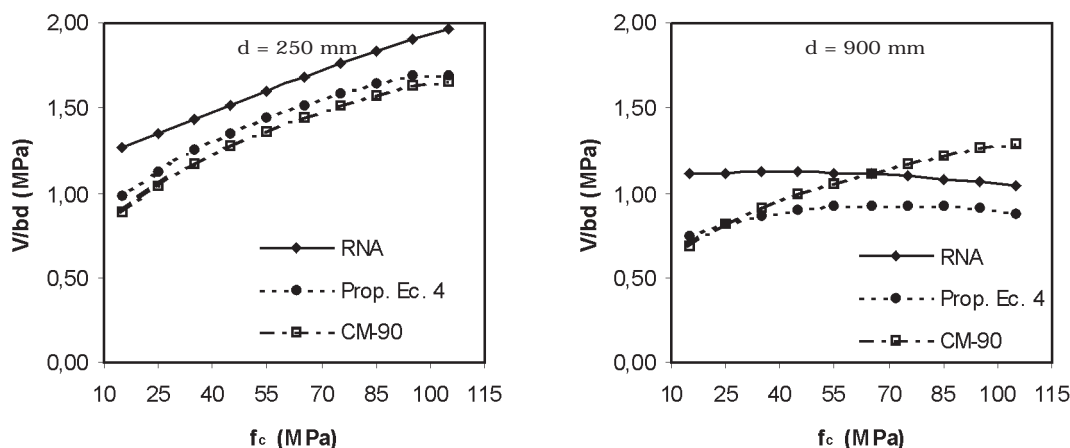 2,00
1,50
1,00
0,50
0,00
V/bd (MPa)
d = 250 mm
RNA
Prop. Ec. 4
CM-90
10 25 40 55 70 85 100 115
fc (MPa)
2,00
1,50
1,00
0,50
0,00
V/bd (MPa)
d = 900 mm
RNA
Prop. Ec. 4
CM-90
10 25 40 55 70 85 100 115
fc (MPa)